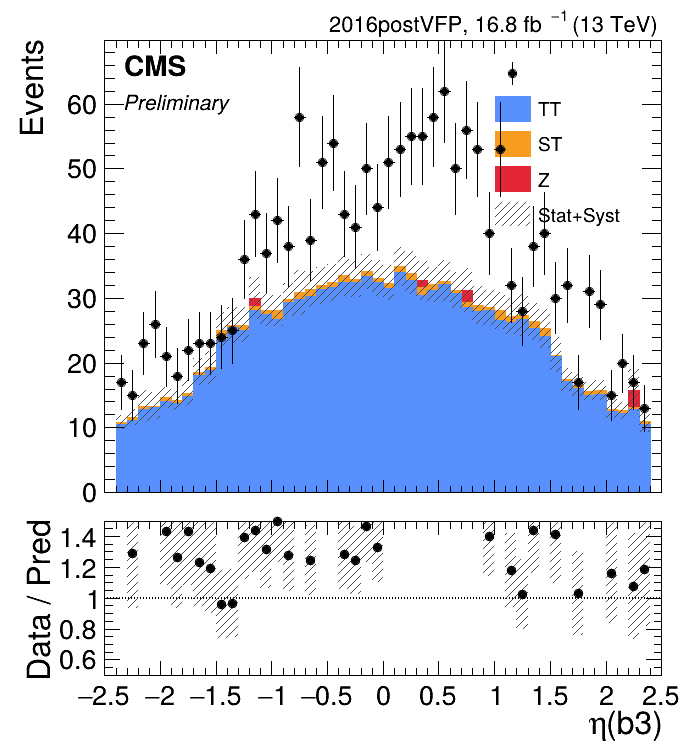 2016postVFP, 16.8 fb⁻¹ (13 TeV)
Events
CMS
Preliminary
TT
ST
Z
Stat+Syst
60
50
40
30
20
10
0
Data / Pred
1.4
1.2
1
0.8
0.6
−2.5 −2 −1.5 −1 −0.5 0 0.5 1 1.5 2 2.5
η(b3)